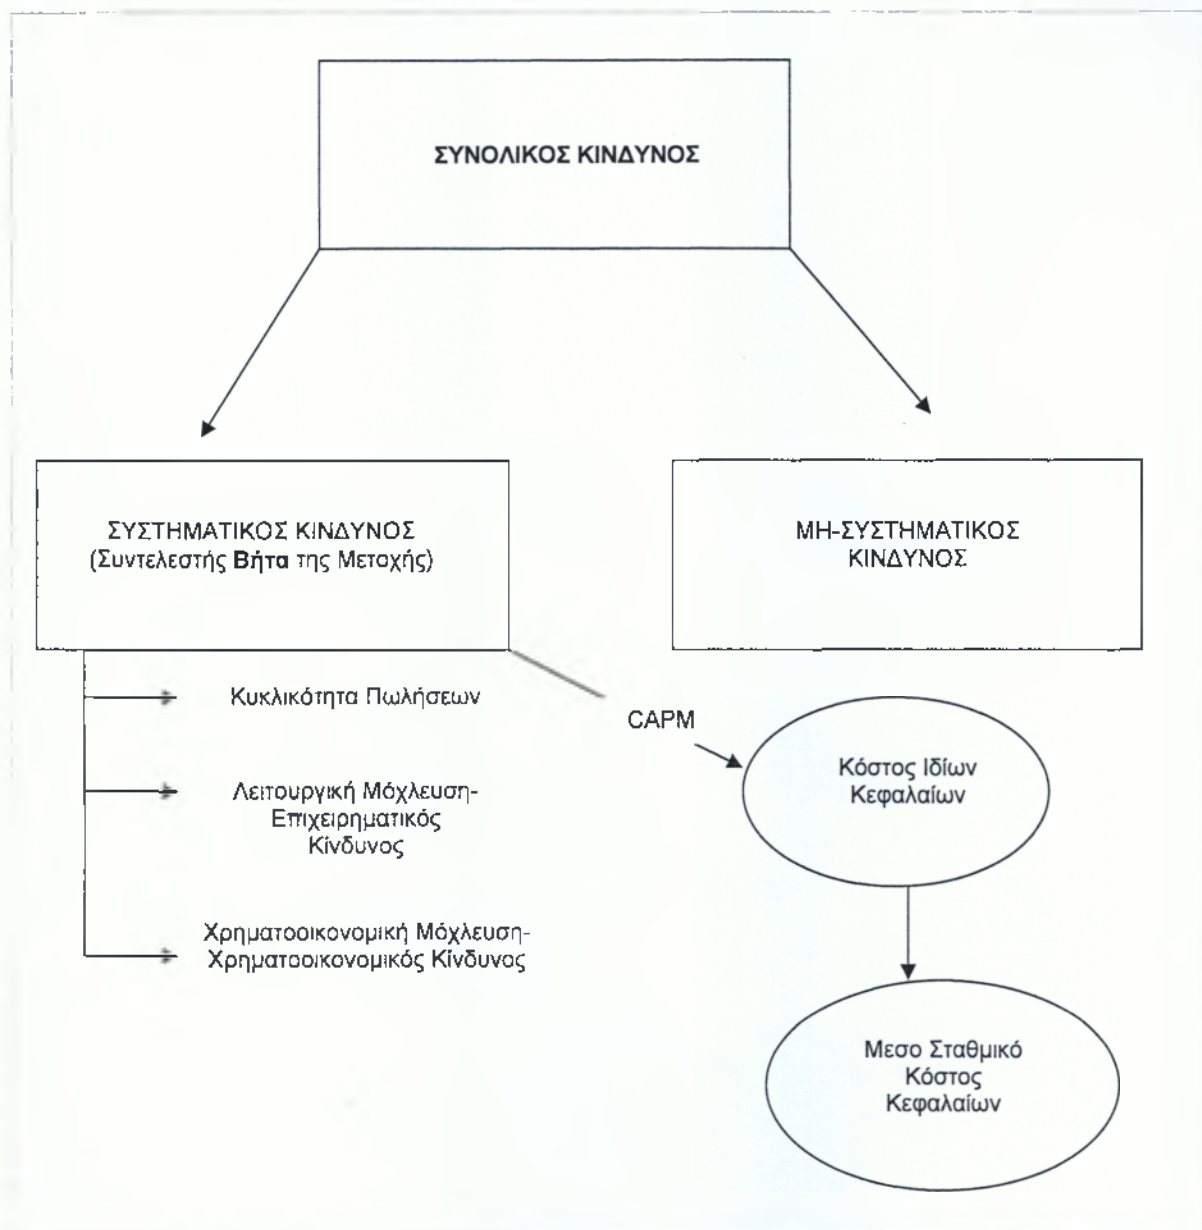 ΣΥΝΟΛΙΚΟΣ ΚΙΝΔΥΝΟΣ
ΣΥΣΤΗΜΑΤΙΚΟΣ ΚΙΝΔΥΝΟΣ
(Συντελεστής Βήτα της Μετοχής)
ΜΗ-ΣΥΣΤΗΜΑΤΙΚΟΣ
ΚΙΝΔΥΝΟΣ
Κυκλικότητα Πωλήσεων
Λειτουργική Μόχλευση-
Επιχειρηματικός
Κίνδυνος
Χρηματοοικονομική Μόχλευση-
Χρηματοοικονομικός Κίνδυνος
CAPM
Κόστος Ιδίων
Κεφαλαίων
Μεσο Σταθμικό
Κόστος
Κεφαλαίων